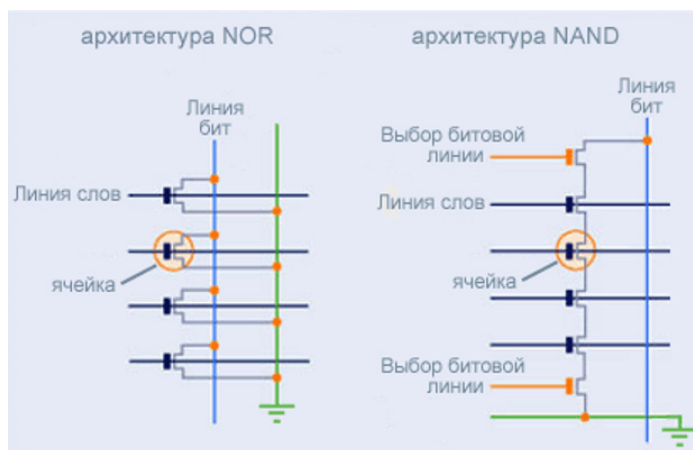 архитектура NOR
Линия
бит
Линия слов
ячейка
архитектура NAND
Линия
бит
Выбор битовой
линии
Линия слов
ячейка
Выбор битовой
линии